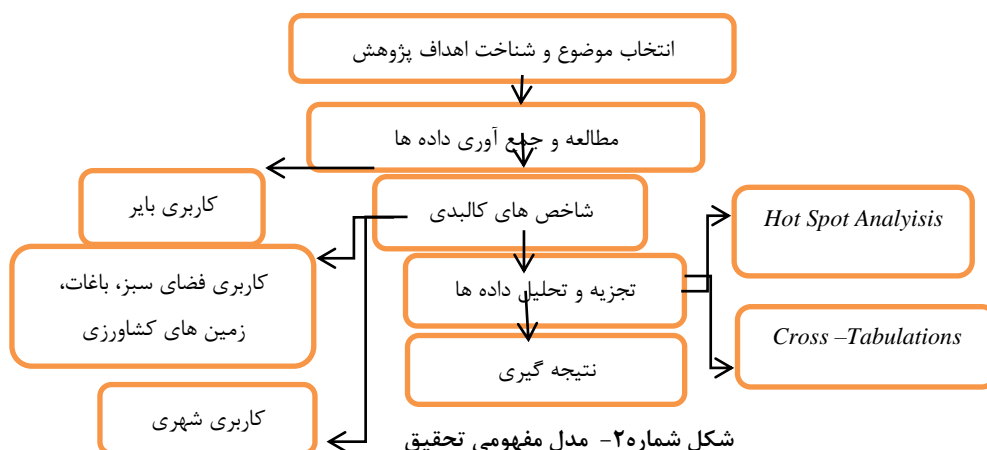 انتخاب موضوع و شناخت اهداف پژوهش
مطالعه و جمع آوری داده ها
شاخص های کالبدی
کاربری بایر
کاربری فضای سبز، باغات،
زمین های کشاورزی
کاربری شهری
تجزیه و تحلیل داده ها
Hot Spot Analyisis
Cross –Tabulations
نتیجه گیری
شکل شماره۲- مدل مفهومی تحقیق